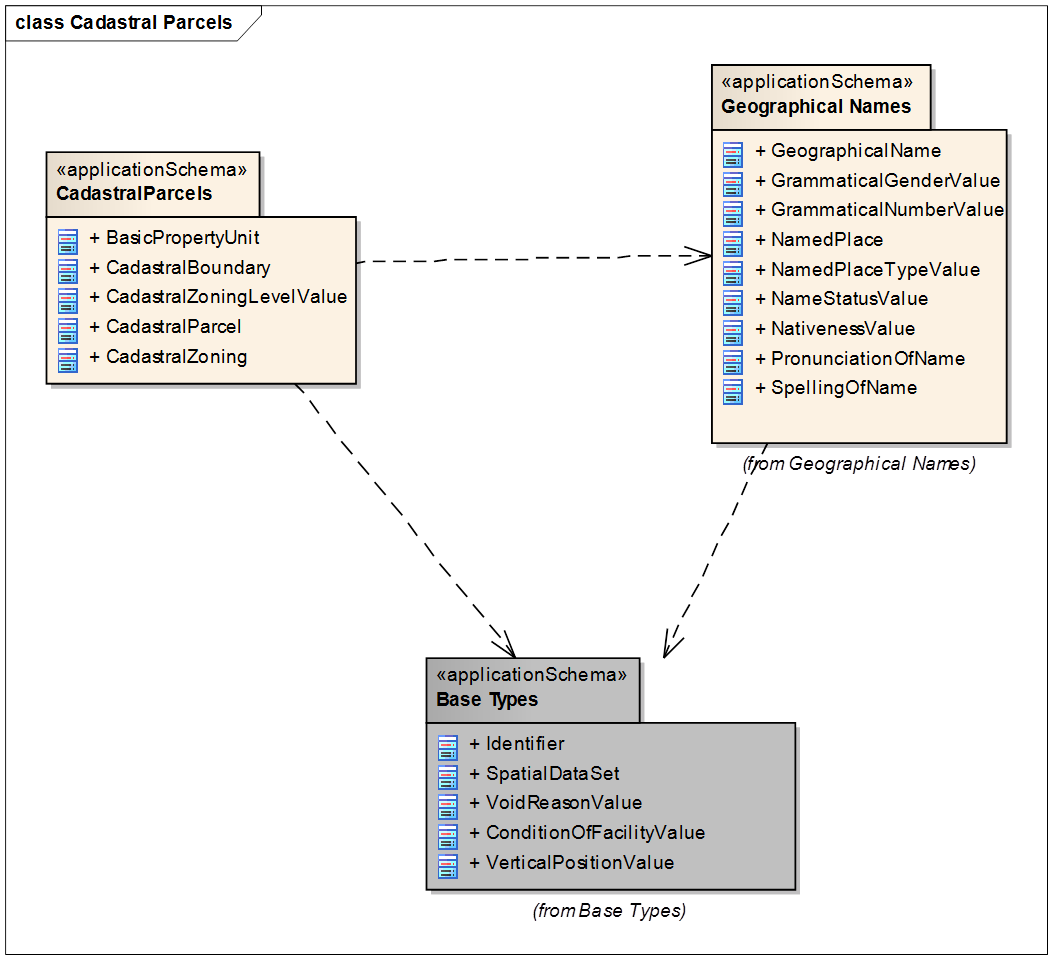 class Cadastral Parcels
«applicationSchema»
CadastralParcels
+ BasicPropertyUnit
+ CadastralBoundary
+ CadastralZoningLevelValue
+ CadastralParcel
+ CadastralZoning
«applicationSchema»
Geographical Names
+ GeographicalName
+ GrammaticalGenderValue
+ GrammaticalNumberValue
+ NamedPlace
+ NamedPlaceTypeValue
+ NameStatusValue
+ NativenessValue
+ PronunciationOfName
+ SpellingOfName
(from Geographical Names)
«applicationSchema»
Base Types
+ Identifier
+ SpatialDataSet
+ VoidReasonValue
+ ConditionOfFacilityValue
+ VerticalPositionValue
(from Base Types)